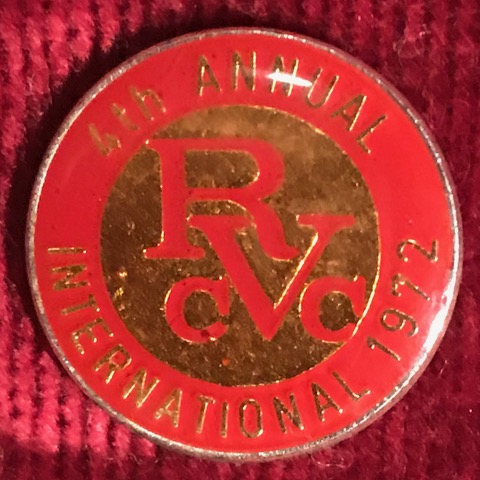 4th ANNUAL
RVCC
INTERNATIONAL 1972